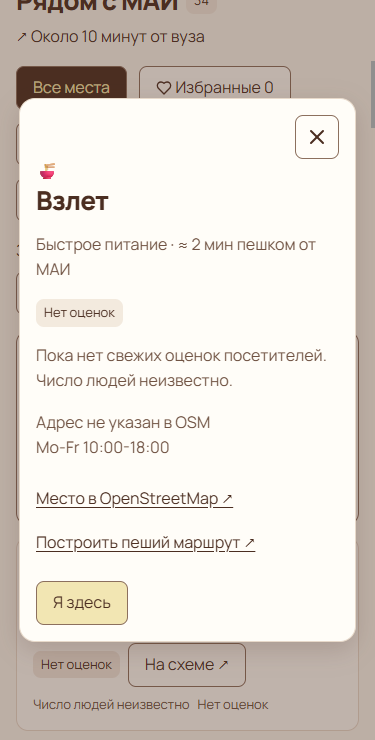 Рядом с МАИ 34
↗ Около 10 минут от вуза
Все места
Избранные 0
Взлет
Быстрое питание · ≈ 2 мин пешком от
МАИ
Нет оценок
Пока нет свежих оценок посетителей.
Число людей неизвестно.
Адрес не указан в OSM
Mo-Fr 10:00-18:00
Место в OpenStreetMap ↗
Построить пеший маршрут ↗
Я здесь
Нет оценок
На схеме ↗
Число людей неизвестно Нет оценок